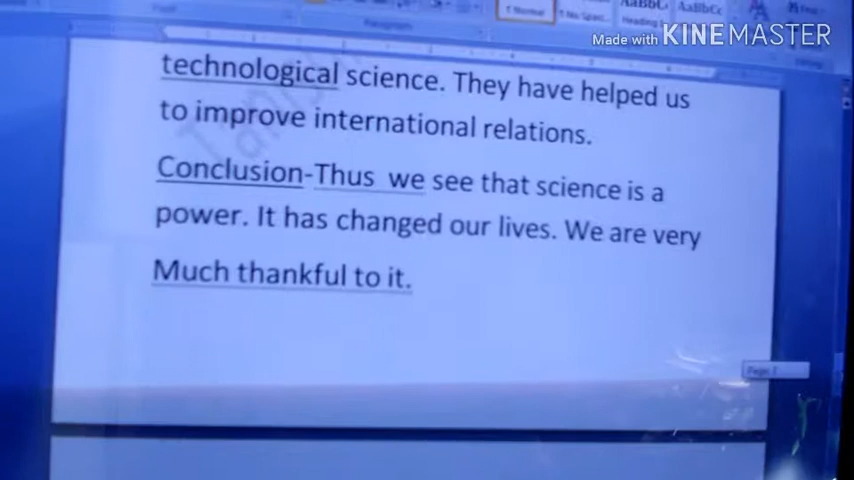 Normal
Made with KINEMASTER
technological science. They have helped us
to improve international relations.
Conclusion-Thus we see that science is a
power. It has changed our lives. We are very
Much thankful to it.